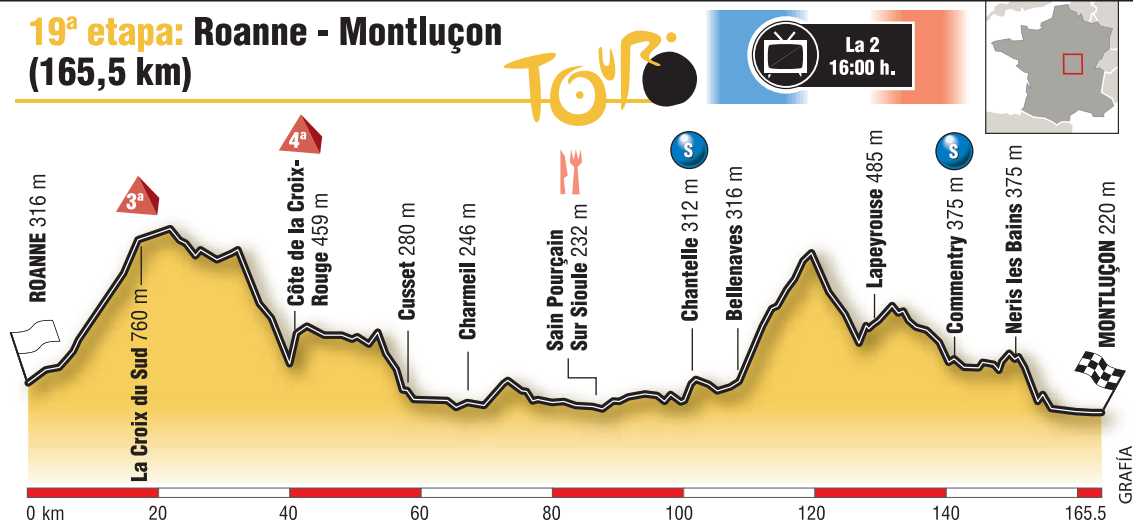 19ª etapa: Roanne - Montluçon
(165,5 km)
TOUR
La 2
16:00 h.
ROANNE 316 m
3ª
La Croix du Sud 760 m
4ª
Côte de la Croix-
Rouge 459 m
Cusset 280 m
Charmeil 246 m
Sain Pourçain
Sur Sioule 232 m
S
Chantelle 312 m
Bellenaves 316 m
Lapeyrouse 485 m
S
Commentry 375 m
Neris les Bains 375 m
MONTLUÇON 220 m
0 km
20
40
60
80
100
120
140
165.5
GRAFÍA